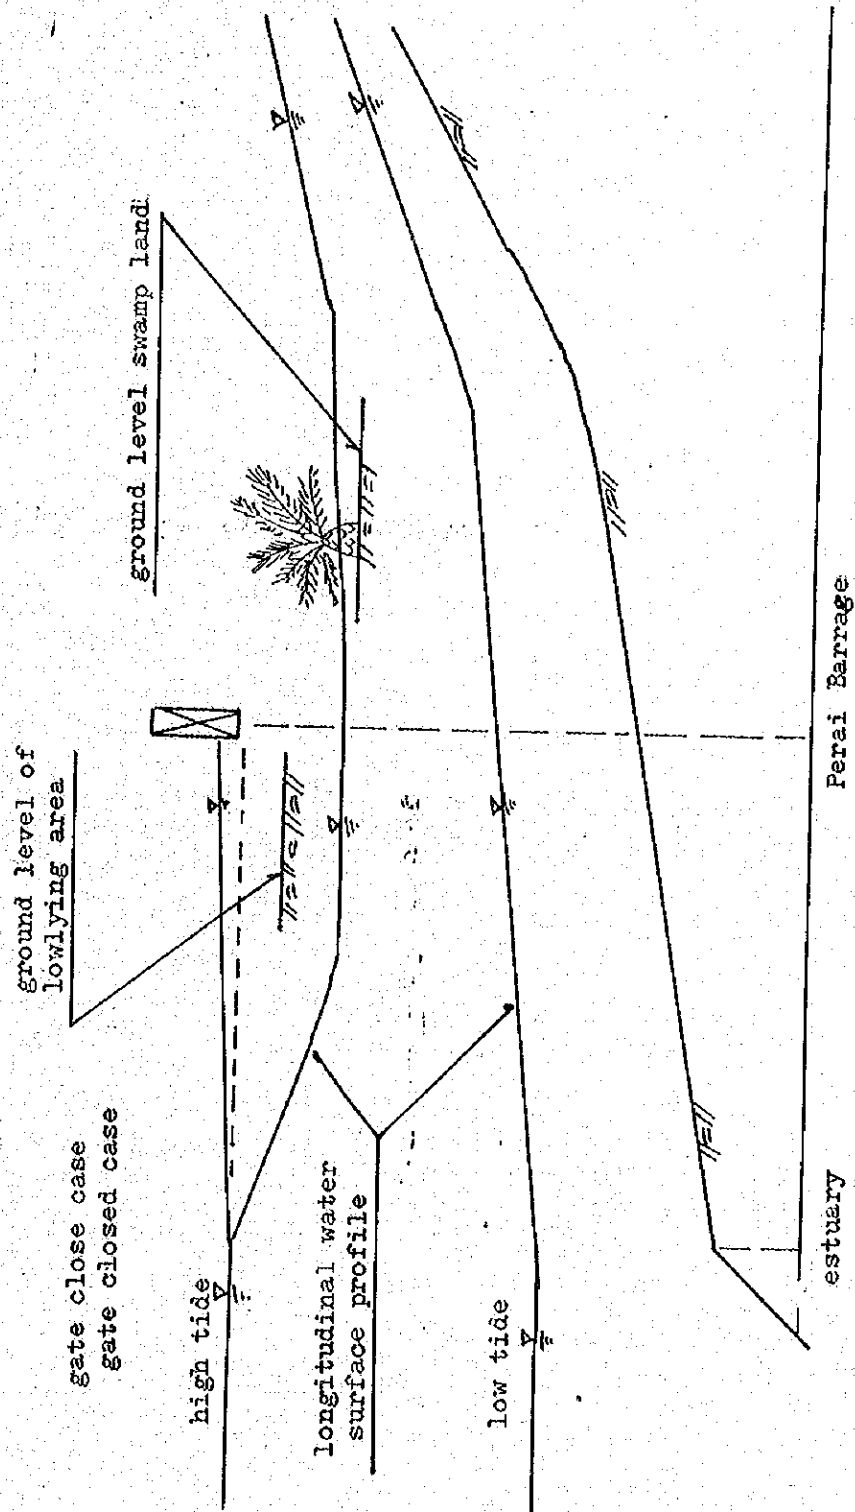 gate close case
gate closed case
ground level of
lowlying area
ground level swamp land
high tide
longitudinal water
surface profile
low tide
estuary
Perai Barrage